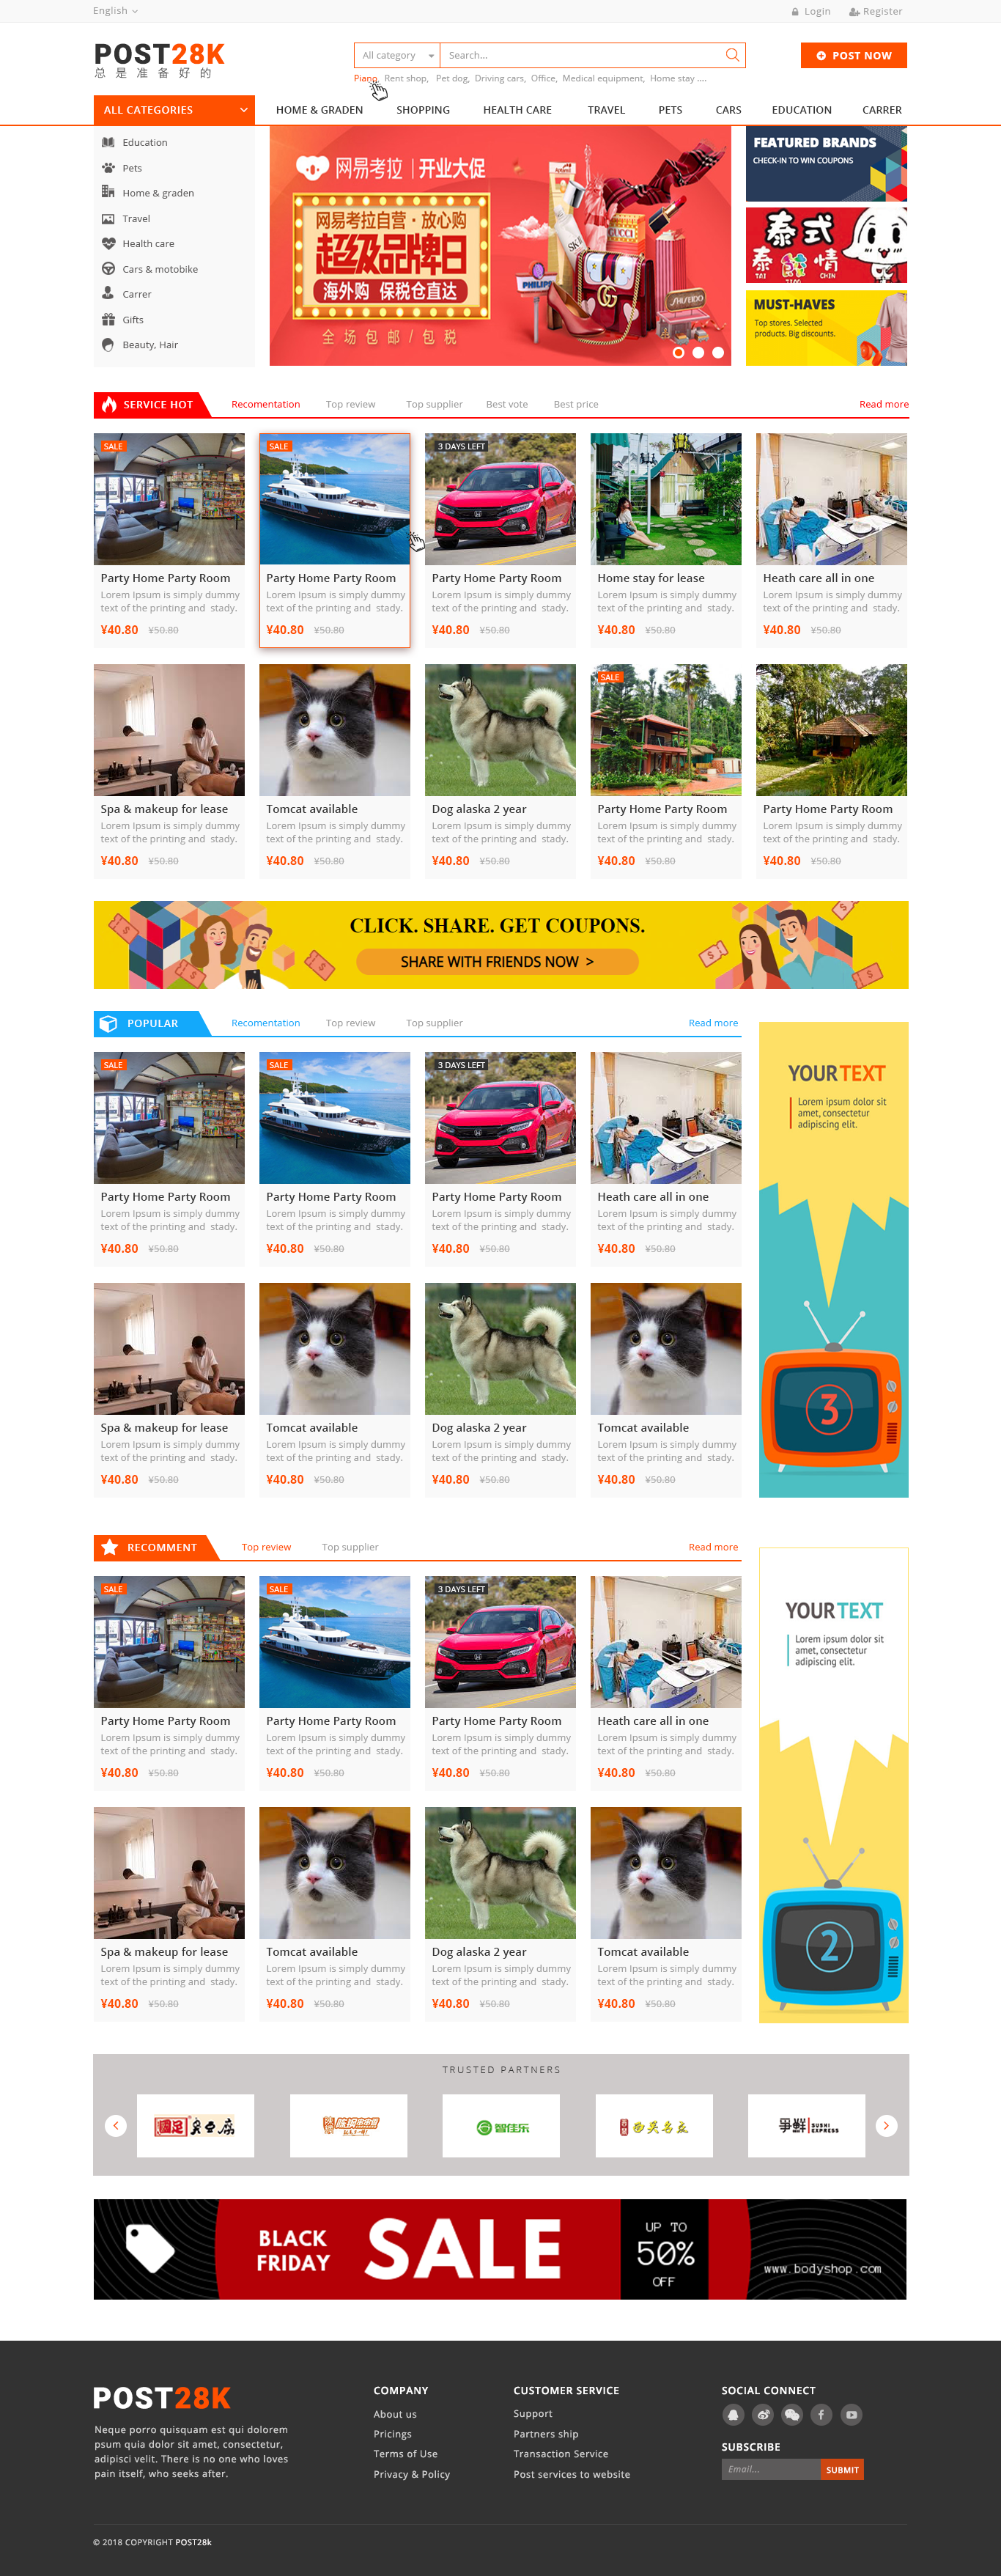 English
Login
Register
POST28K
总是准备好的
All category
Search...
POST NOW
Piano, Rent shop, Pet dog, Driving cars, Office, Medical equipment, Home stay ....
ALL CATEGORIES
HOME & GRADEN
SHOPPING
HEALTH CARE
TRAVEL
PETS
CARS
EDUCATION
CARRER
Education
Pets
Home & graden
Travel
Health care
Cars & motobike
Carrer
Gifts
Beauty, Hair
网易考拉 | 开业大促
网易考拉自营·放心购
超级品牌日
海外购 保税仓直达
全场包邮/包税
PHILIPS
GUCCI
SHISEIDO
FEATURED BRANDS
CHECK-IN TO WIN COUPONS
泰式
泰 情
TAI CHIN
MUST-HAVES
Top stores. Selected
products. Big discounts.
SERVICE HOT
Recomentation
Top review
Top supplier
Best vote
Best price
Read more
SALE
SALE
3 DAYS LEFT
Party Home Party Room
Party Home Party Room
Party Home Party Room
Home stay for lease
Heath care all in one
Lorem Ipsum is simply dummy
Lorem Ipsum is simply dummy
Lorem Ipsum is simply dummy
Lorem Ipsum is simply dummy
Lorem Ipsum is simply dummy
text of the printing and stady.
text of the printing and stady.
text of the printing and stady.
text of the printing and stady.
text of the printing and stady.
¥40.80 ¥50.80
¥40.80 ¥50.80
¥40.80 ¥50.80
¥40.80 ¥50.80
¥40.80 ¥50.80
SALE
Spa & makeup for lease
Tomcat available
Dog alaska 2 year
Party Home Party Room
Party Home Party Room
Lorem Ipsum is simply dummy
Lorem Ipsum is simply dummy
Lorem Ipsum is simply dummy
Lorem Ipsum is simply dummy
Lorem Ipsum is simply dummy
text of the printing and stady.
text of the printing and stady.
text of the printing and stady.
text of the printing and stady.
text of the printing and stady.
¥40.80 ¥50.80
¥40.80 ¥50.80
¥40.80 ¥50.80
¥40.80 ¥50.80
¥40.80 ¥50.80
CLICK. SHARE. GET COUPONS.
SHARE WITH FRIENDS NOW >
POPULAR
Recomentation
Top review
Top supplier
Read more
SALE
SALE
3 DAYS LEFT
Party Home Party Room
Party Home Party Room
Party Home Party Room
Heath care all in one
Lorem Ipsum is simply dummy
Lorem Ipsum is simply dummy
Lorem Ipsum is simply dummy
Lorem Ipsum is simply dummy
text of the printing and stady.
text of the printing and stady.
text of the printing and stady.
text of the printing and stady.
¥40.80 ¥50.80
¥40.80 ¥50.80
¥40.80 ¥50.80
¥40.80 ¥50.80
Spa & makeup for lease
Tomcat available
Dog alaska 2 year
Tomcat available
Lorem Ipsum is simply dummy
Lorem Ipsum is simply dummy
Lorem Ipsum is simply dummy
Lorem Ipsum is simply dummy
text of the printing and stady.
text of the printing and stady.
text of the printing and stady.
text of the printing and stady.
¥40.80 ¥50.80
¥40.80 ¥50.80
¥40.80 ¥50.80
¥40.80 ¥50.80
YOURTEXT
Lorem ipsum dolor sit
amet, consectetur
adipiscing elit.
3
RECOMMENT
Top review
Top supplier
Read more
SALE
SALE
3 DAYS LEFT
Party Home Party Room
Party Home Party Room
Party Home Party Room
Heath care all in one
Lorem Ipsum is simply dummy
Lorem Ipsum is simply dummy
Lorem Ipsum is simply dummy
Lorem Ipsum is simply dummy
text of the printing and stady.
text of the printing and stady.
text of the printing and stady.
text of the printing and stady.
¥40.80 ¥50.80
¥40.80 ¥50.80
¥40.80 ¥50.80
¥40.80 ¥50.80
Spa & makeup for lease
Tomcat available
Dog alaska 2 year
Tomcat available
Lorem Ipsum is simply dummy
Lorem Ipsum is simply dummy
Lorem Ipsum is simply dummy
Lorem Ipsum is simply dummy
text of the printing and stady.
text of the printing and stady.
text of the printing and stady.
text of the printing and stady.
¥40.80 ¥50.80
¥40.80 ¥50.80
¥40.80 ¥50.80
¥40.80 ¥50.80
YOURTEXT
Lorem ipsum dolor sit
amet, consectetur
adipiscing elit.
2
TRUSTED PARTNERS
智佳乐
争鲜 SUSHI EXPRESS
BLACK
FRIDAY
SALE
UP TO
50%
OFF
www.bodyshop.com
POST28K
Neque porro quisquam est qui dolorem
psum quia dolor sit amet, consectetur,
adipisci velit. There is no one who loves
pain itself, who seeks after.
COMPANY
About us
Pricings
Terms of Use
Privacy & Policy
CUSTOMER SERVICE
Support
Partners ship
Transaction Service
Post services to website
SOCIAL CONNECT
SUBSCRIBE
Email....
SUBMIT
© 2018 COPYRIGHT POST28k